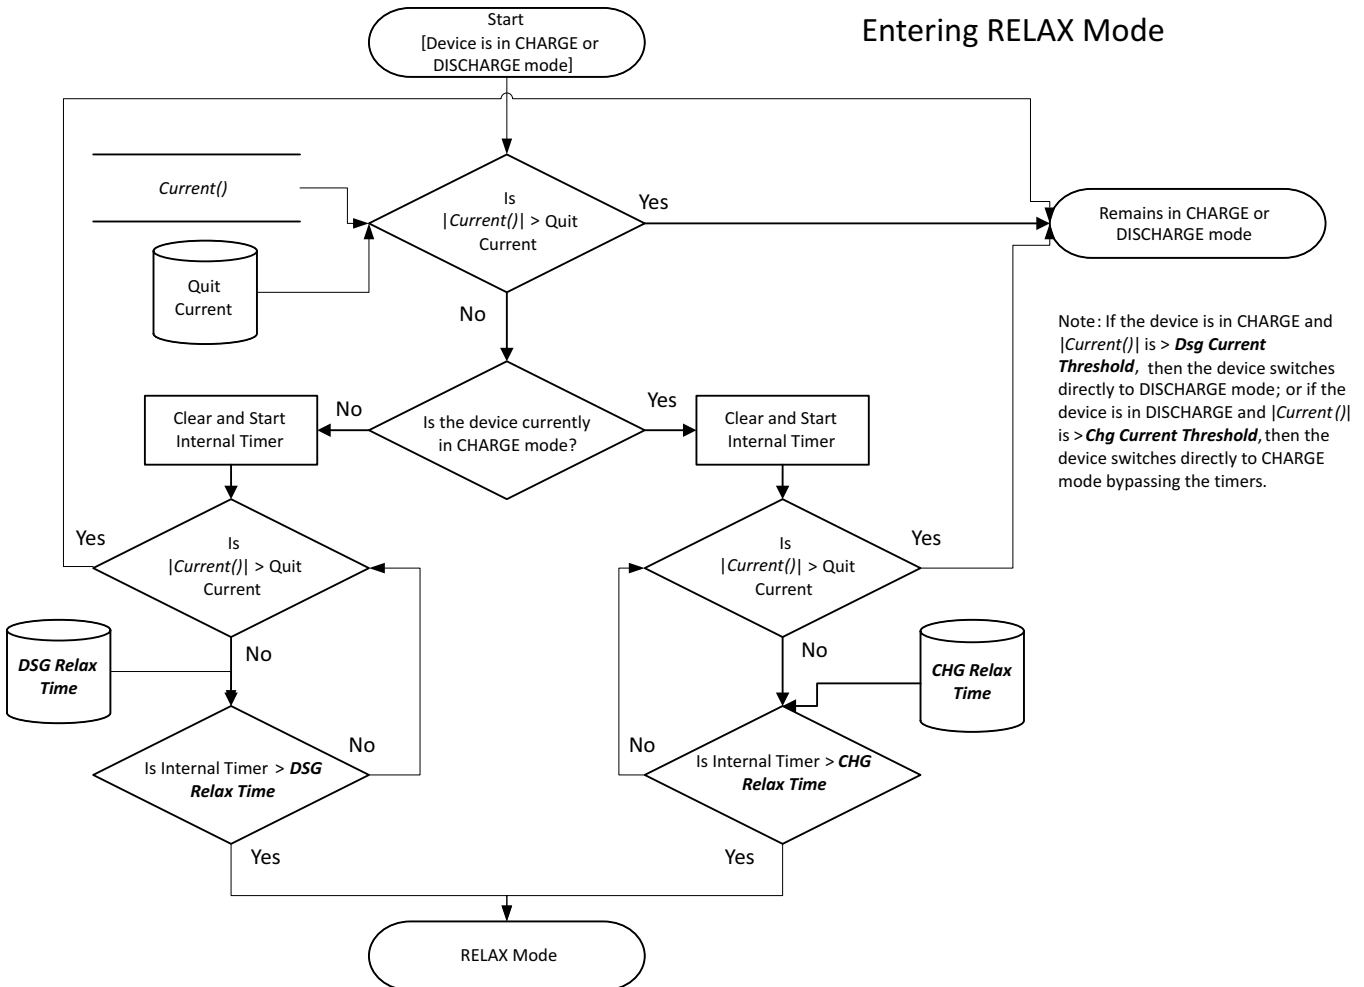 Start
[Device is in CHARGE or
DISCHARGE mode]
Entering RELAX Mode
Current()
Is
|Current()| > Quit
Current
Yes
Remains in CHARGE or
DISCHARGE mode
Quit
Current
No
Note: If the device is in CHARGE and
|Current()| is > Dsg Current
Threshold, then the device switches
directly to DISCHARGE mode; or if the
device is in DISCHARGE and |Current()|
is > Chg Current Threshold, then the
device switches directly to CHARGE
mode bypassing the timers.
Clear and Start
Internal Timer
No
Is the device currently
in CHARGE mode?
Yes
Clear and Start
Internal Timer
Yes
Is
|Current()| > Quit
Current
Is
|Current()| > Quit
Current
Yes
DSG Relax
Time
No
No
CHG Relax
Time
Is Internal Timer > DSG
Relax Time
No
No
Is Internal Timer > CHG
Relax Time
Yes
Yes
RELAX Mode